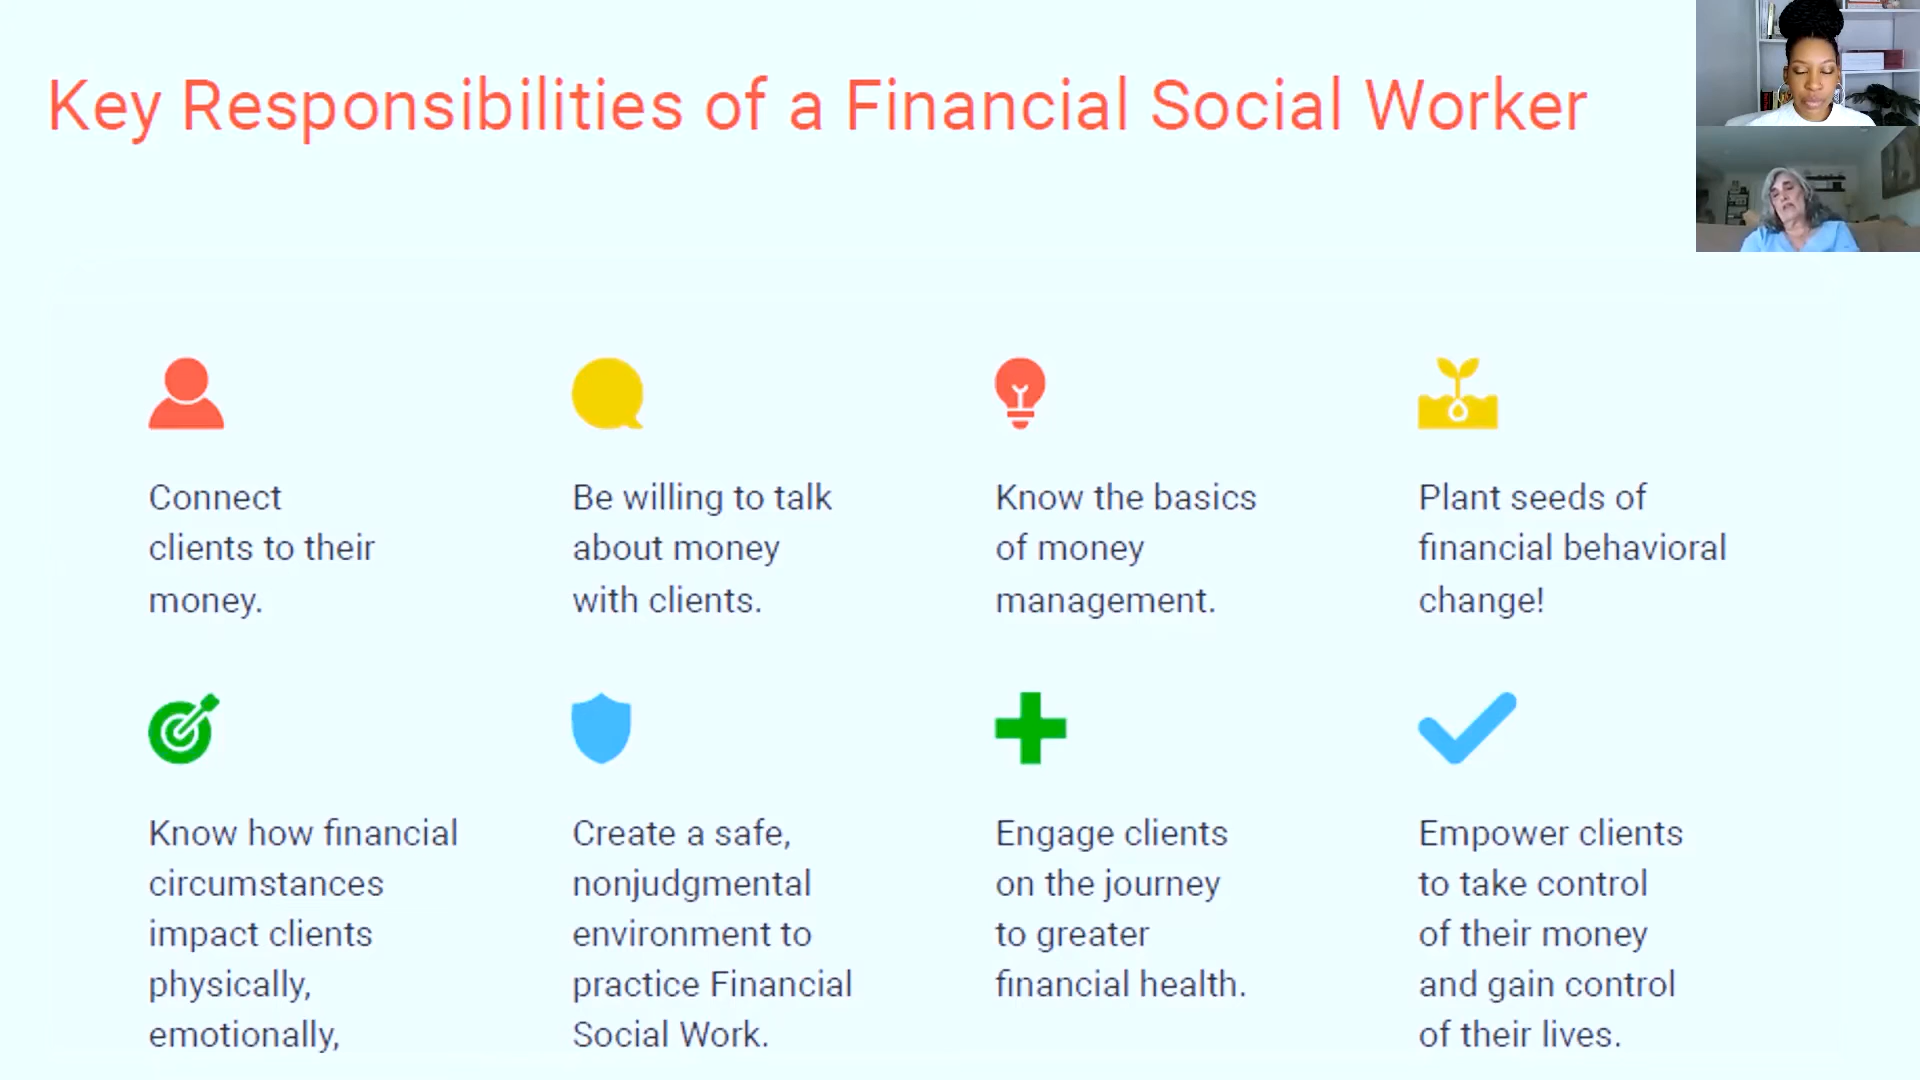 Key Responsibilities of a Financial Social Worker
Connect
clients to their
money.
Be willing to talk
about money
with clients.
Know the basics
of money
management.
Plant seeds of
financial behavioral
change!
Know how financial
circumstances
impact clients
physically,
emotionally,
Create a safe,
nonjudgmental
environment to
practice Financial
Social Work.
Engage clients
on the journey
to greater
financial health.
Empower clients
to take control
of their money
and gain control
of their lives.